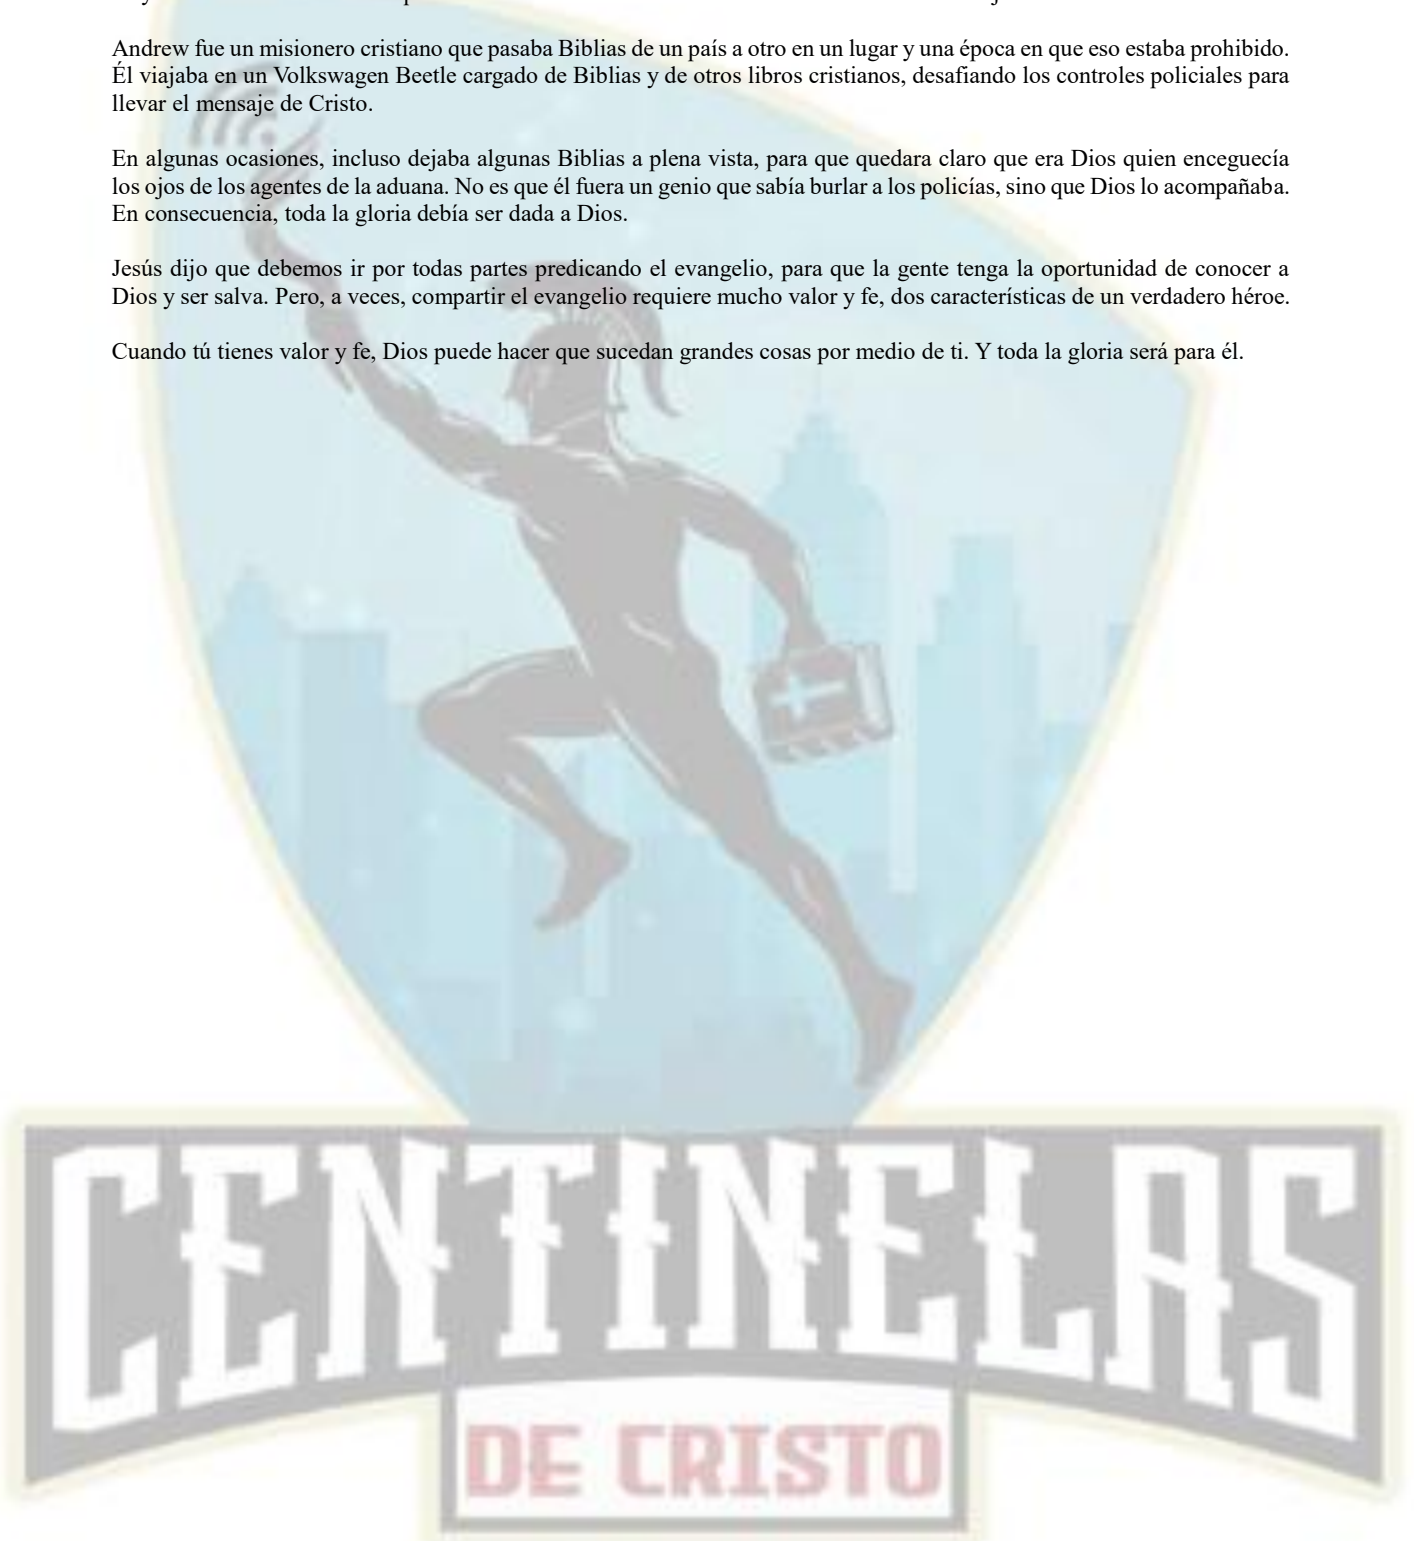 Andrew fue un misionero cristiano que pasaba Biblias de un país a otro en un lugar y una época en que eso estaba prohibido.
Él viajaba en un Volkswagen Beetle cargado de Biblias y de otros libros cristianos, desafiando los controles policiales para
llevar el mensaje de Cristo.
En algunas ocasiones, incluso dejaba algunas Biblias a plena vista, para que quedara claro que era Dios quien enceguecía
los ojos de los agentes de la aduana. No es que él fuera un genio que sabía burlar a los policías, sino que Dios lo acompañaba.
En consecuencia, toda la gloria debía ser dada a Dios.
Jesús dijo que debemos ir por todas partes predicando el evangelio, para que la gente tenga la oportunidad de conocer a
Dios y ser salva. Pero, a veces, compartir el evangelio requiere mucho valor y fe, dos características de un verdadero héroe.
Cuando tú tienes valor y fe, Dios puede hacer que sucedan grandes cosas por medio de ti. Y toda la gloria será para él.
CENTINELAS
DE CRISTO